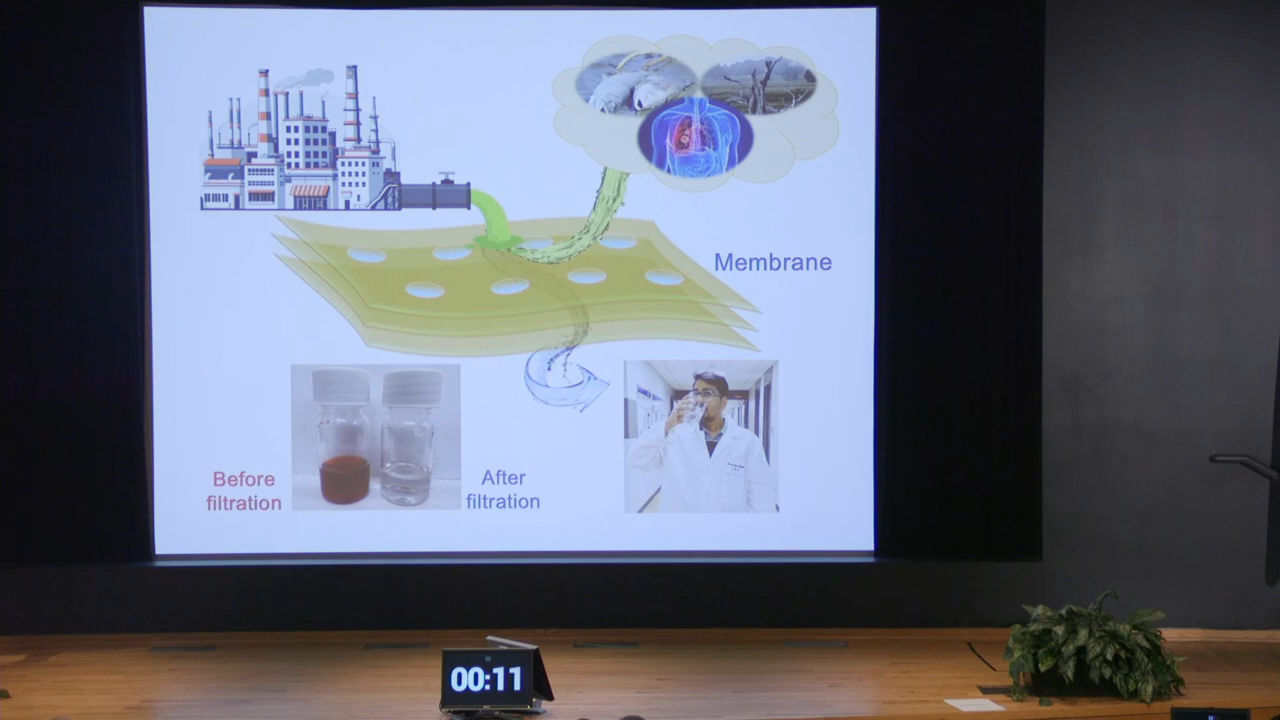 Membrane
Before
filtration
After
filtration
00:11